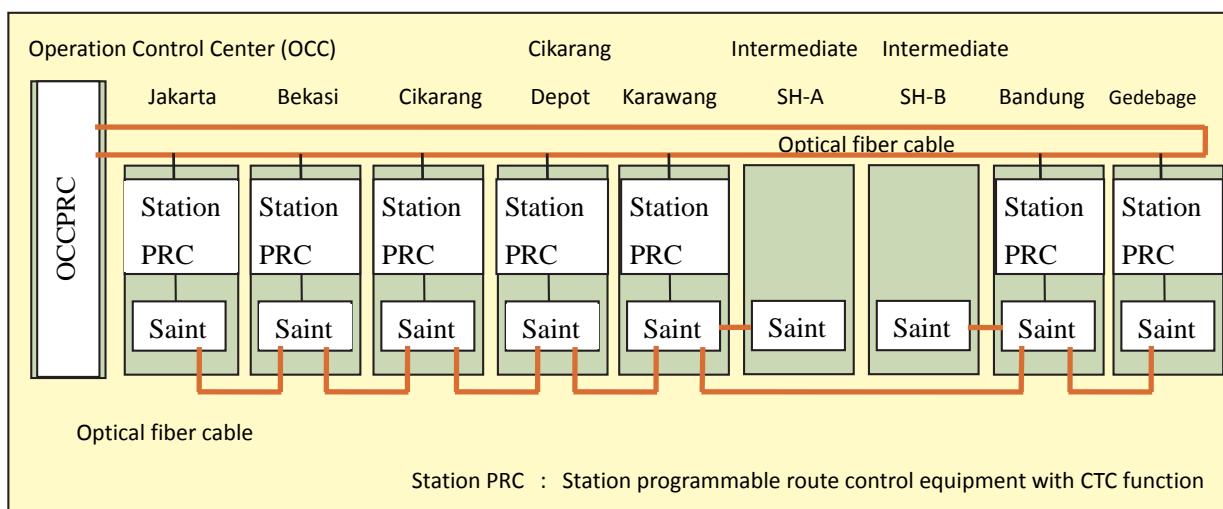 Operation Control Center (OCC) Cikarang Intermediate Intermediate
Jakarta Bekasi Cikarang Depot Karawang SH-A SH-B Bandung Gedebage
Optical fiber cable
OCCPRC
Station Station Station Station Station Station Station
PRC PRC PRC PRC PRC PRC PRC
Saint Saint Saint Saint Saint Saint Saint Saint Saint
Optical fiber cable
Station PRC : Station programmable route control equipment with CTC function